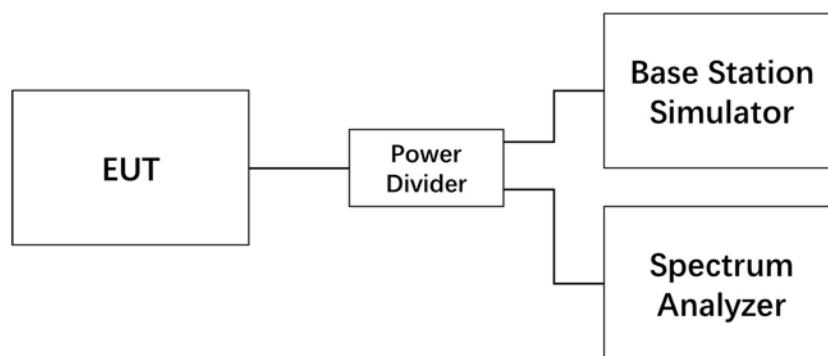 EUT
Power
Divider
Base Station
Simulator
Spectrum
Analyzer